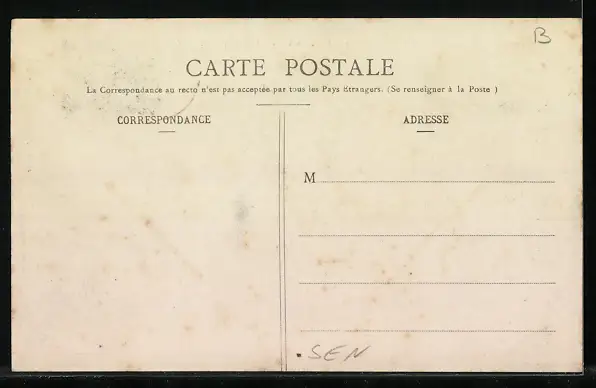 B
CARTE POSTALE
La Correspondance au recto n'est pas acceptée par tous les Pays Etrangers. (Se renseigner à la Poste )
CORRESPONDANCE
ADRESSE
M
SEN